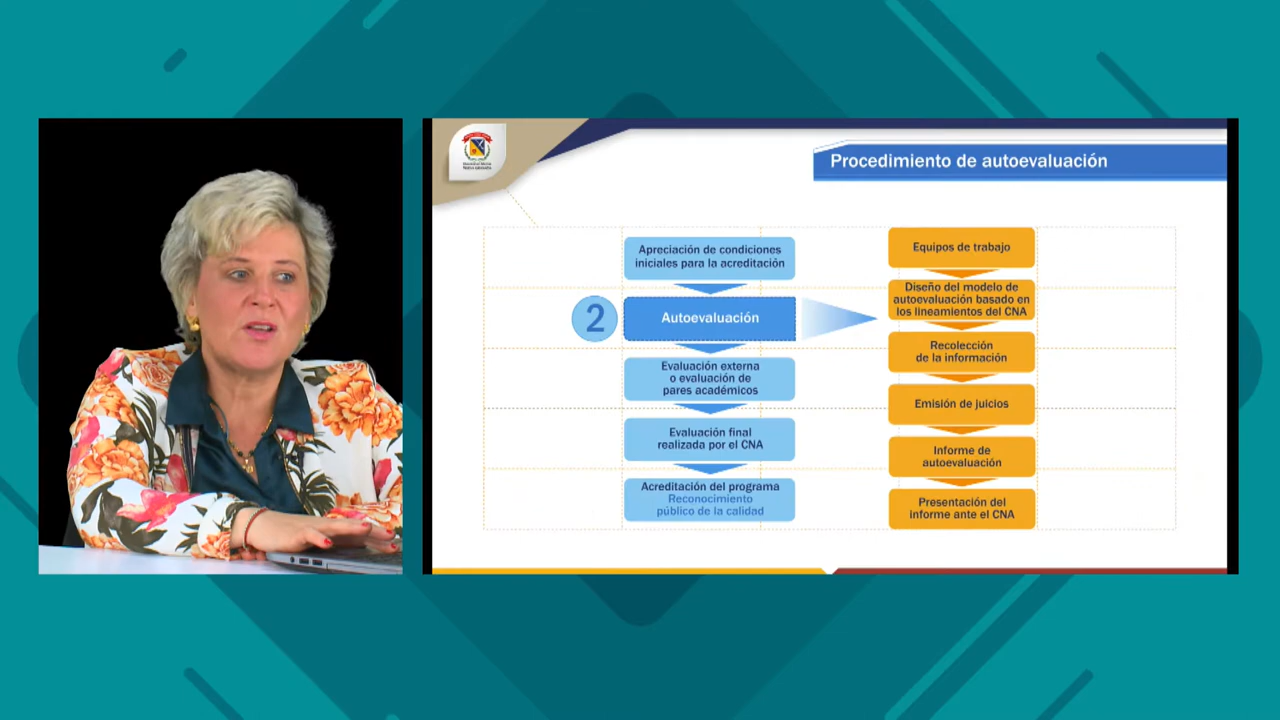 Procedimiento de autoevaluación
Apreciación de condiciones
iniciales para la acreditación
2
Autoevaluación
Evaluación externa
o evaluación de
pares académicos
Evaluación final
realizada por el CNA
Acreditación del programa
Reconocimiento
público de la calidad
Equipos de trabajo
Diseño del modelo de
autoevaluación basado en
los lineamientos del CNA
Recolección
de la información
Emisión de juicios
Informe de
autoevaluación
Presentación del
informe ante el CNA